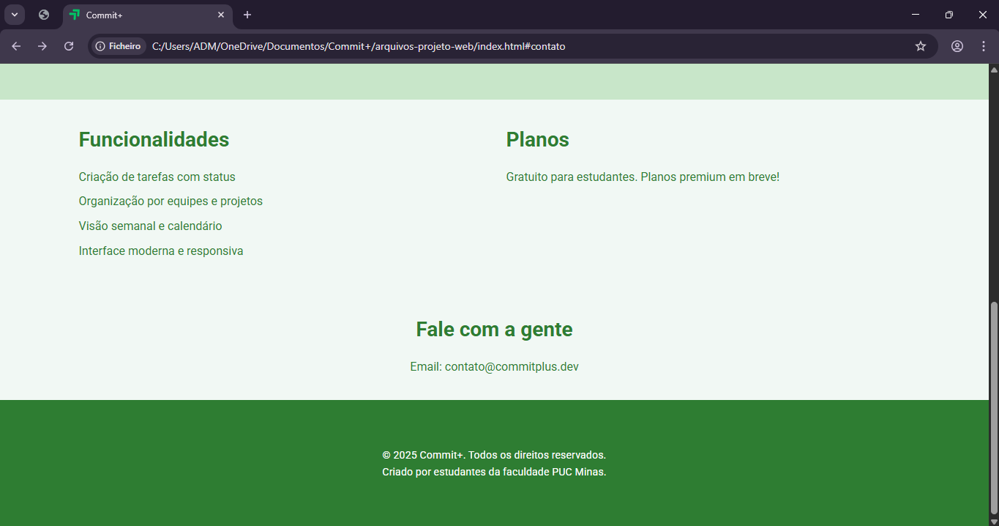 Commit+
Ficheiro
C:/Users/ADM/OneDrive/Documentos/Commit+/arquivos-projeto-web/index.html#contato
Funcionalidades
Criação de tarefas com status
Organização por equipes e projetos
Visão semanal e calendário
Interface moderna e responsiva
Planos
Gratuito para estudantes. Planos premium em breve!
Fale com a gente
Email: contato@commitplus.dev
© 2025 Commit+. Todos os direitos reservados.
Criado por estudantes da faculdade PUC Minas.